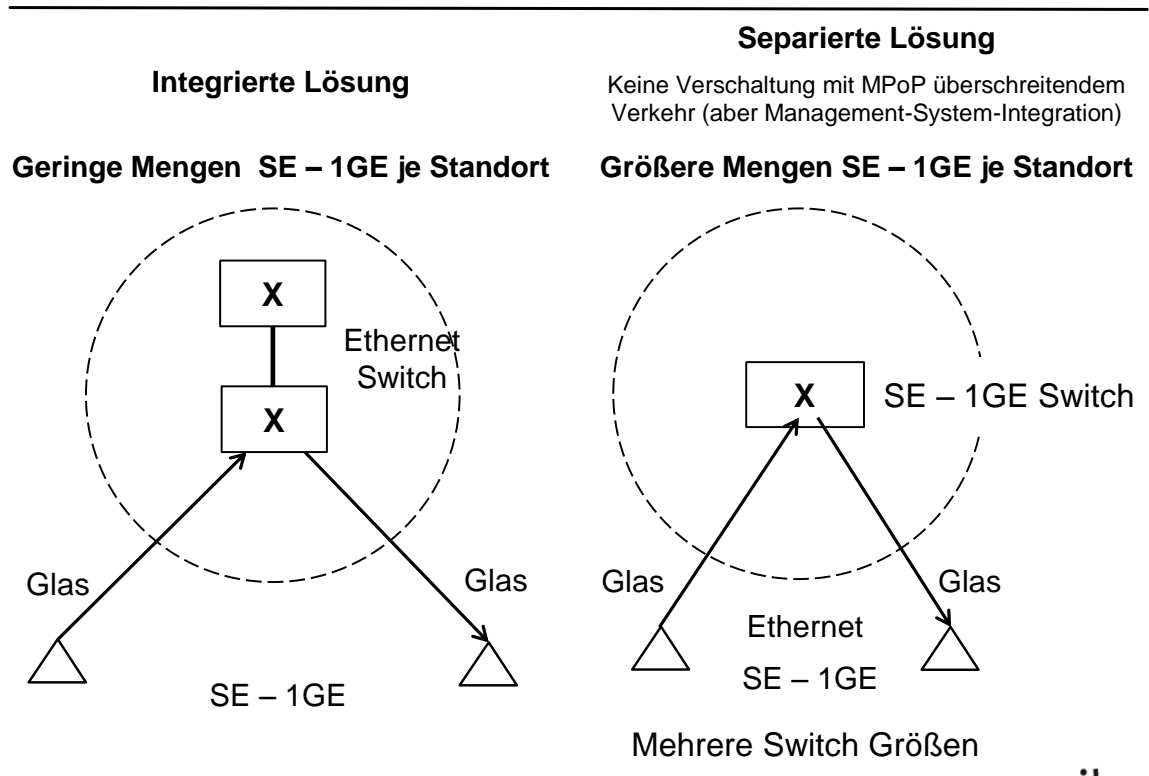 Integrierte Lösung
Geringe Mengen SE – 1GE je Standort
X
Ethernet
Switch
X
Glas
Glas
SE – 1GE
Separierte Lösung
Keine Verschaltung mit MPoP überschreitendem
Verkehr (aber Management-System-Integration)
Größere Mengen SE – 1GE je Standort
X
SE – 1GE Switch
Glas
Glas
Ethernet
SE – 1GE
Mehrere Switch Größen